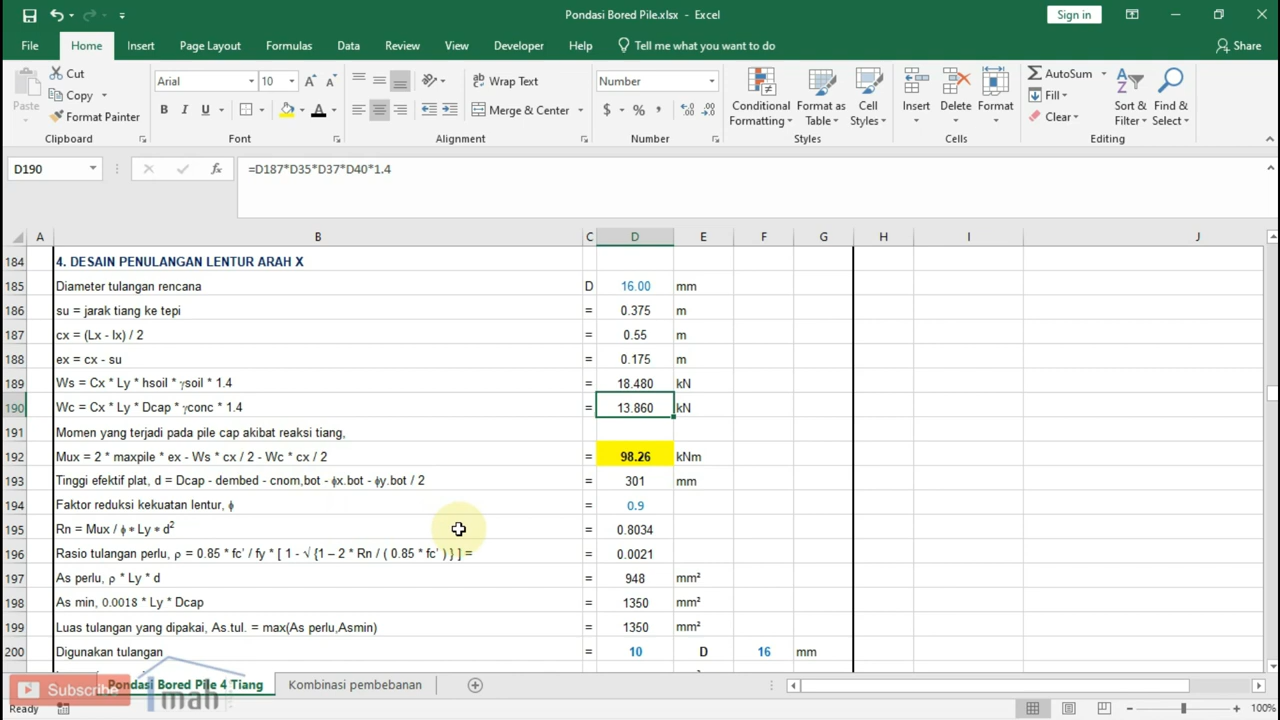 Pondasi Bored Pile.xlsx - Excel
Sign in
File Home Insert Page Layout Formulas Data Review View Developer Help Tell me what you want to do Share
Paste Cut Copy Format Painter
Clipboard
Arial 10
B I U
Font
Wrap Text
Merge & Center
Alignment
Number
$ % ,
Number
Conditional Formatting Format as Table Cell Styles
Styles
Insert Delete Format
Cells
AutoSum Fill Clear Sort & Filter Find & Select
Editing
D190 fx =D187*D35*D37*D40*1.4
A B C D E F G H I J
184 4. DESAIN PENULANGAN LENTUR ARAH X
185 Diameter tulangan rencana D 16.00 mm
186 su = jarak tiang ke tepi = 0.375 m
187 cx = (Lx - lx) / 2 = 0.55 m
188 ex = cx - su = 0.175 m
189 Ws = Cx * Ly * hsoil * γsoil * 1.4 = 18.480 kN
190 Wc = Cx * Ly * Dcap * γconc * 1.4 = 13.860 kN
191 Momen yang terjadi pada pile cap akibat reaksi tiang,
192 Mux = 2 * maxpile * ex - Ws * cx / 2 - Wc * cx / 2 = 98.26 kNm
193 Tinggi efektif plat, d = Dcap - dembed - cnom,bot - ϕx.bot - ϕy.bot / 2 = 301 mm
194 Faktor reduksi kekuatan lentur, ϕ = 0.9
195 Rn = Mux / ϕ * Ly * d² = 0.8034
196 Rasio tulangan perlu, ρ = 0.85 * fc' / fy * [ 1 - √ {1 – 2 * Rn / ( 0.85 * fc' ) } ] = = 0.0021
197 As perlu, ρ * Ly * d = 948 mm²
198 As min, 0.0018 * Ly * Dcap = 1350 mm²
199 Luas tulangan yang dipakai, As.tul. = max(As perlu,Asmin) = 1350 mm²
200 Digunakan tulangan = 10 D 16 mm
Pondasi Bored Pile 4 Tiang Kombinasi pembebanan
Subscribe
Imah
Ready 100%